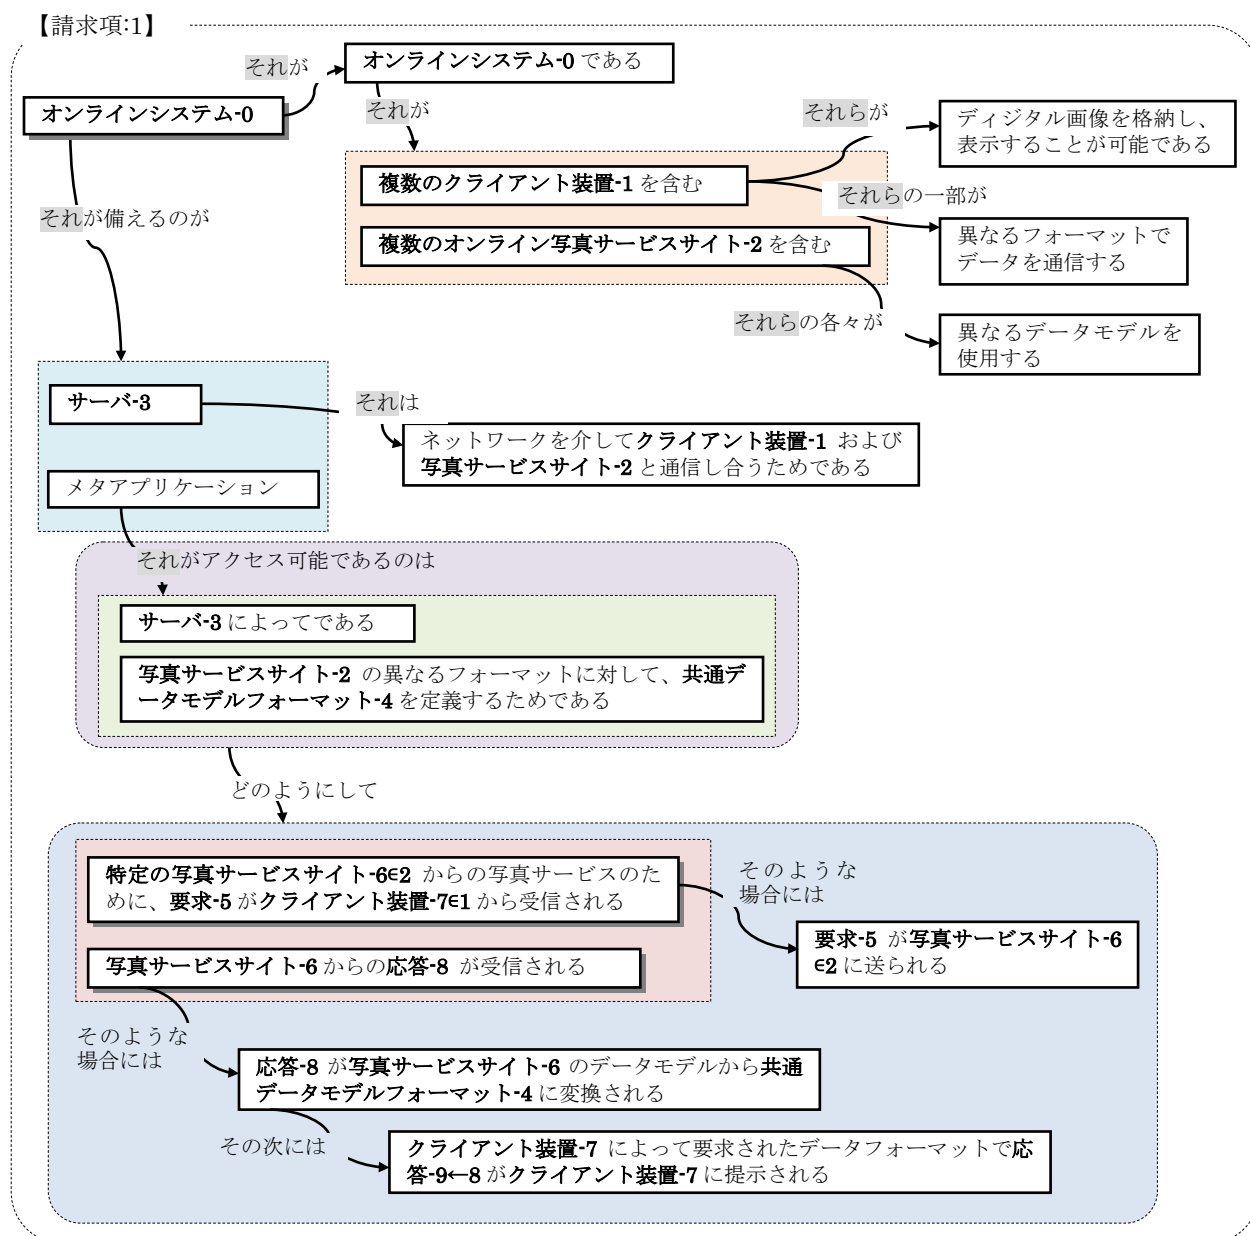 【請求項:1】
それが
オンラインシステム-0である
オンラインシステム-0
それが
それらが
ディジタル画像を格納し、
表示することが可能である
複数のクライアント装置-1を含む
それらの一部が
それが備えるのが
複数のオンライン写真サービスサイト-2を含む
異なるフォーマットで
データを通信する
それらの各々が
異なるデータモデルを
使用する
サーバ-3
それは
ネットワークを介してクライアント装置-1 および
写真サービスサイト-2と通信し合うためである
メタアプリケーション
それがアクセス可能であるのは
サーバ-3によってである
写真サービスサイト-2 の異なるフォーマットに対して、共通デ
ータモデルフォーマット-4を定義するためである
どのようにして
特定の写真サービスサイト-6∈2 からの写真サービスのた
めに、要求-5がクライアント装置-7∈1から受信される
そのような
場合には
要求-5 が写真サービスサイト-6
∈2に送られる
写真サービスサイト-6からの応答-8 が受信される
そのような
場合には
応答-8 が写真サービスサイト-6 のデータモデルから共通
データモデルフォーマット-4に変換される
その次には
クライアント装置-7 によって要求されたデータフォーマットで応
答-9←8がクライアント装置-7に提示される